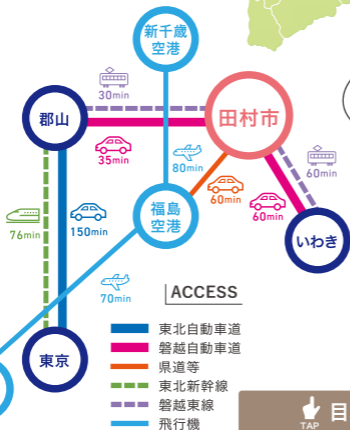 新千歳
空港
30min
郡山
田村市
35min
80min
60min
60min
60min
福島
空港
76min
150min
いわき
70min
ACCESS
東北自動車道
磐越自動車道
県道等
東北新幹線
磐越東線
飛行機
東京
TAP
目